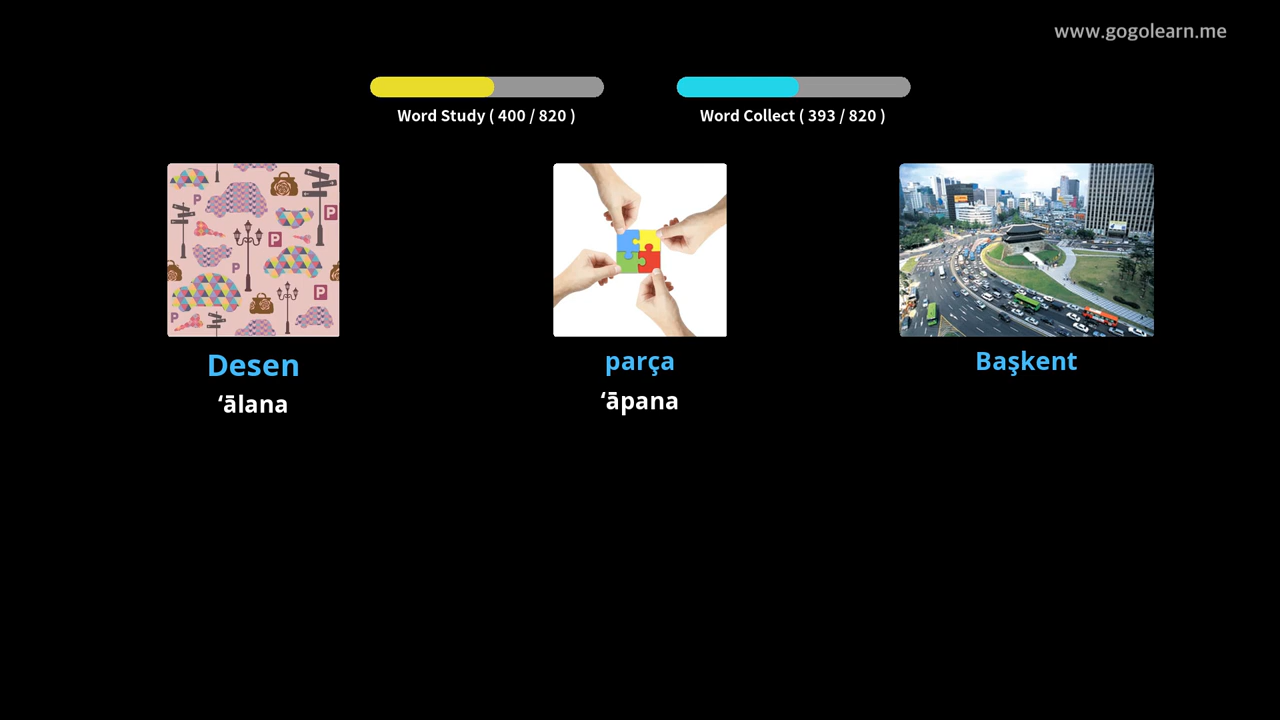 www.gogolearn.me
Word Study ( 400 / 820 )
Word Collect ( 393 / 820 )
P
P
P
P
P
P
Desen
ʻālana
parça
ʻāpana
Başkent